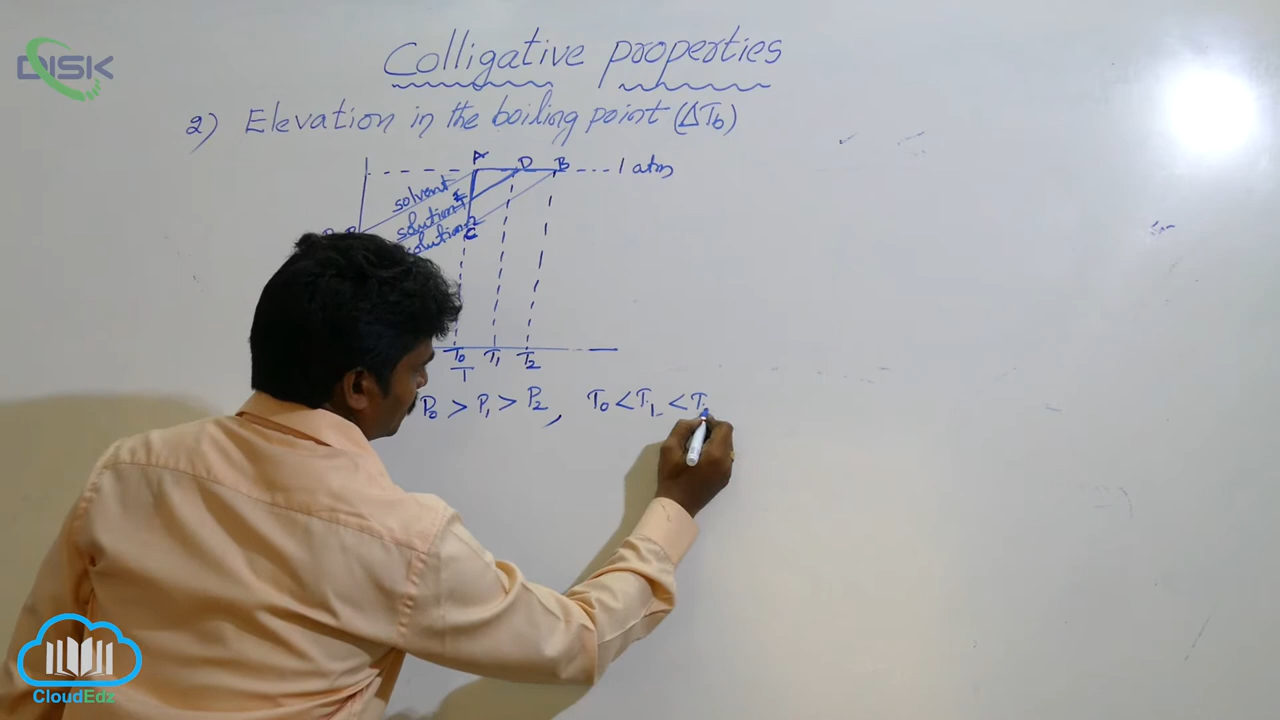 DISK
Colligative properties
2) Elevation in the boiling point (ΔTb)
A D B 1 atm
solvent
solution I
solution 2
C
T0 T1 T2
T
P0 > P1 > P2 , T0 < T1 < T
CloudEdz